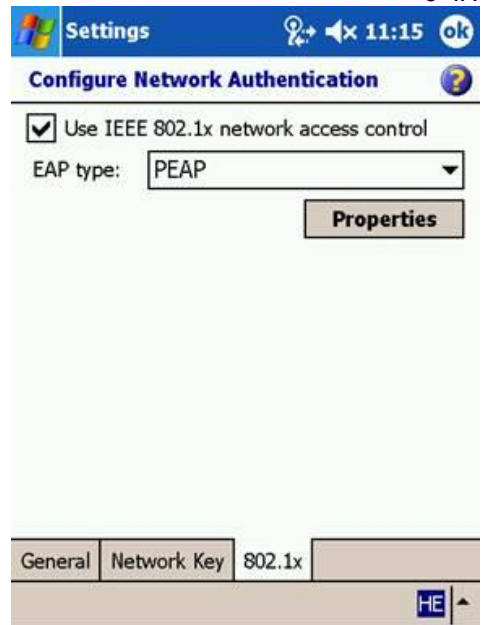 Settings 11:15 ok
Configure Network Authentication ?
Use IEEE 802.1x network access control
EAP type: PEAP
Properties
General Network Key 802.1x
HE